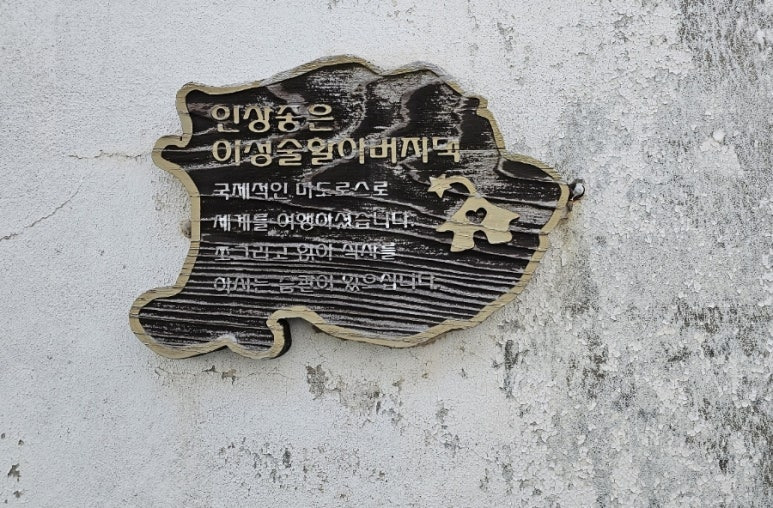 인상좋은
이성술할아버지댁
국제적인 마도로스로
세계를 여행하셨습니다.
쪼그리고 앉아 식사를
하시는 습관이 있으십니다.